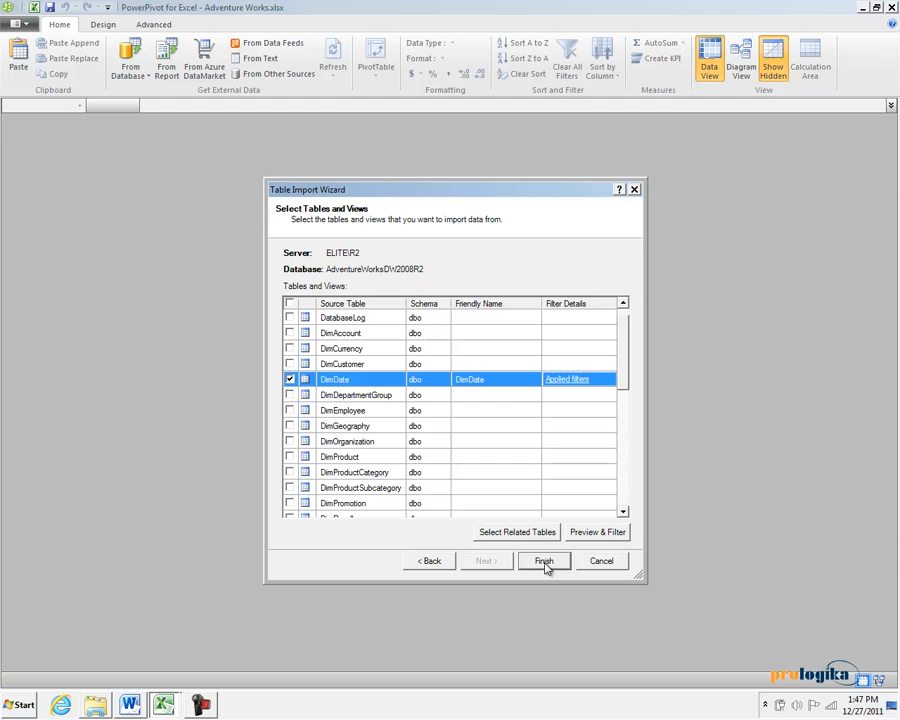 PowerPivot for Excel - Adventure Works.xlsx
Home Design Advanced
Paste
Paste Append
Paste Replace
Copy
Clipboard
From Database
From Report
From Azure DataMarket
From Data Feeds
From Text
From Other Sources
Get External Data
Refresh
PivotTable
Data Type :
Format :
$ % , .00 .0
Formatting
Sort A to Z
Sort Z to A
Clear Sort
Clear All Filters
Sort by Column
Sort and Filter
AutoSum
Create KPI
Measures
Data View
Diagram View
Show Hidden
Calculation Area
View
Table Import Wizard
Select Tables and Views
Select the tables and views that you want to import data from.
Server: ELITE\R2
Database: AdventureWorksDW2008R2
Tables and Views:
Source Table Schema Friendly Name Filter Details
DatabaseLog dbo
DimAccount dbo
DimCurrency dbo
DimCustomer dbo
DimDate dbo DimDate Applied filters
DimDepartmentGroup dbo
DimEmployee dbo
DimGeography dbo
DimOrganization dbo
DimProduct dbo
DimProductCategory dbo
DimProductSubcategory dbo
DimPromotion dbo
Select Related Tables Preview & Filter
< Back Next > Finish Cancel
prologika
Start
1:47 PM
12/27/2011